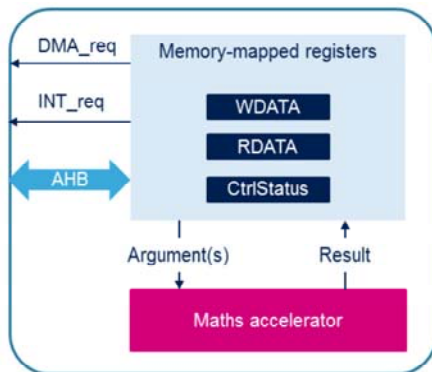 DMA_req
Memory-mapped registers
INT_req
WDATA
RDATA
AHB
CtrlStatus
Argument(s)
Result
Maths accelerator